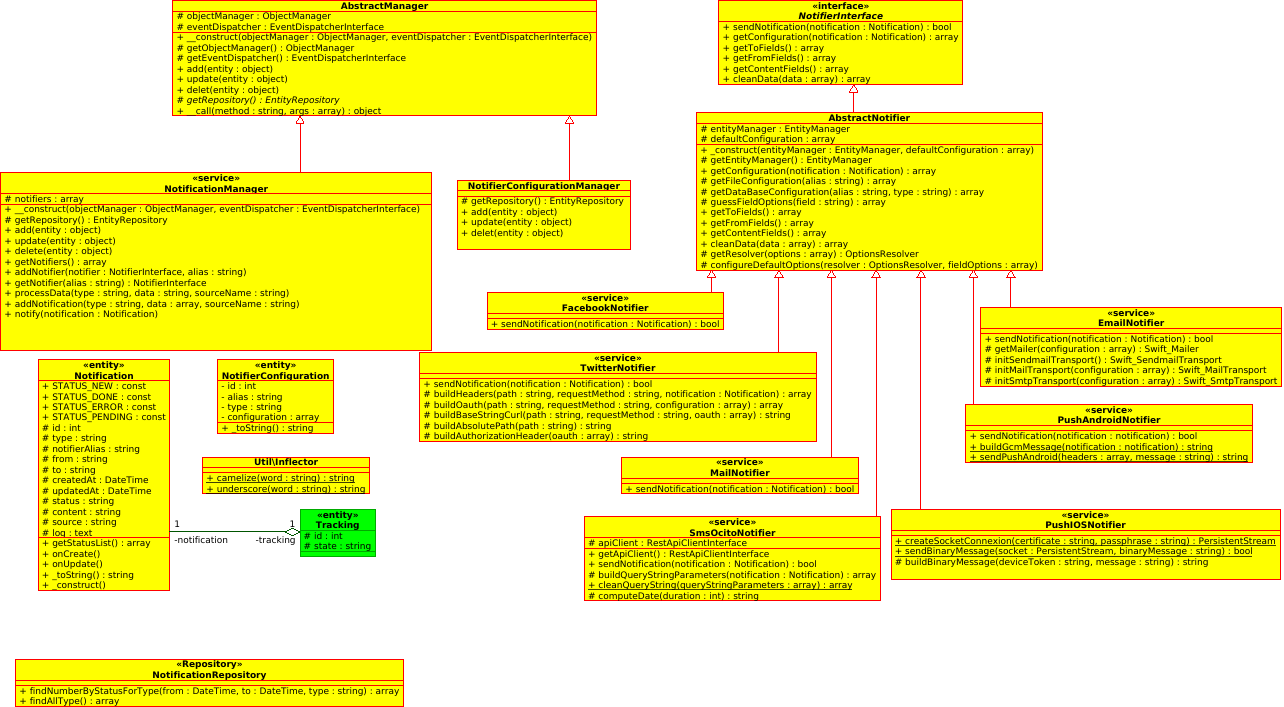 AbstractManager
# objectManager : ObjectManager
# eventDispatcher : EventDispatcherInterface
+ __construct(objectManager : ObjectManager, eventDispatcher : EventDispatcherInterface)
# getObjectManager() : ObjectManager
# getEventDispatcher() : EventDispatcherInterface
+ add(entity : object)
+ update(entity : object)
+ delet(entity : object)
# getRepository() : EntityRepository
+ __call(method : string, args : array) : object
«interface»
NotifierInterface
+ sendNotification(notification : Notification) : bool
+ getConfiguration(notification : Notification) : array
+ getToFields() : array
+ getFromFields() : array
+ getContentFields() : array
+ cleanData(data : array) : array
AbstractNotifier
# entityManager : EntityManager
# defaultConfiguration : array
+ _construct(entityManager : EntityManager, defaultConfiguration : array)
# getEntityManager() : EntityManager
+ getConfiguration(notification : Notification) : array
# getFileConfiguration(alias : string) : array
# getDataBaseConfiguration(alias : string, type : string) : array
# guessFieldOptions(field : string) : array
+ getToFields() : array
+ getFromFields() : array
+ getContentFields() : array
+ cleanData(data : array) : array
# getResolver(options : array) : OptionsResolver
# configureDefaultOptions(resolver : OptionsResolver, fieldOptions : array)
«service»
NotificationManager
# notifiers : array
+ __construct(objectManager : ObjectManager, eventDispatcher : EventDispatcherInterface)
# getRepository() : EntityRepository
+ add(entity : object)
+ update(entity : object)
+ delete(entity : object)
+ getNotifiers() : array
+ addNotifier(notifier : NotifierInterface, alias : string)
+ getNotifier(alias : string) : NotifierInterface
+ processData(type : string, data : string, sourceName : string)
+ addNotification(type : string, data : array, sourceName : string)
+ notify(notification : Notification)
NotifierConfigurationManager
# getRepository() : EntityRepository
+ add(entity : object)
+ update(entity : object)
+ delet(entity : object)
«service»
FacebookNotifier
+ sendNotification(notification : Notification) : bool
«service»
EmailNotifier
+ sendNotification(notification : Notification) : bool
# getMailer(configuration : array) : Swift_Mailer
# initSendmailTransport() : Swift_SendmailTransport
# initMailTransport(configuration : array) : Swift_MailTransport
# initSmtpTransport(configuration : array) : Swift_SmtpTransport
«service»
TwitterNotifier
+ sendNotification(notification : Notification) : bool
# buildHeaders(path : string, requestMethod : string, notification : Notification) : array
# buildOauth(path : string, requestMethod : string, configuration : array) : array
# buildBaseStringCurl(path : string, requestMethod : string, oauth : array) : string
# buildAbsolutePath(path : string) : string
# buildAuthorizationHeader(oauth : array) : string
«entity»
Notification
+ STATUS_NEW : const
+ STATUS_DONE : const
+ STATUS_ERROR : const
+ STATUS_PENDING : const
# id : int
# type : string
# notifierAlias : string
# from : string
# to : string
# createdAt : DateTime
# updatedAt : DateTime
# status : string
# content : string
# source : string
# log : text
+ getStatusList() : array
+ onCreate()
+ onUpdate()
+ _toString() : string
+ _construct()
«entity»
NotifierConfiguration
- id : int
- alias : string
- type : string
- configuration : array
+ _toString() : string
«service»
PushAndroidNotifier
+ sendNotification(notification : notification) : bool
+ buildGcmMessage(notification : notification) : string
+ sendPushAndroid(headers : array, message : string) : string
Util\Inflector
+ camelize(word : string) : string
+ underscore(word : string) : string
«service»
MailNotifier
+ sendNotification(notification : Notification) : bool
1
-notification
1
-tracking
«entity»
Tracking
# id : int
# state : string
«service»
SmsOcitoNotifier
# apiClient : RestApiClientInterface
+ getApiClient() : RestApiClientInterface
+ sendNotification(notification : Notification) : bool
# buildQueryStringParameters(notification : Notification) : array
+ cleanQueryString(queryStringParameters : array) : array
# computeDate(duration : int) : string
«service»
PushIOSNotifier
+ createSocketConnexion(certificate : string, passphrase : string) : PersistentStream
+ sendBinaryMessage(socket : PersistentStream, binaryMessage : string) : bool
# buildBinaryMessage(deviceToken : string, message : string) : string
«Repository»
NotificationRepository
+ findNumberByStatusForType(from : DateTime, to : DateTime, type : string) : array
+ findAllType() : array